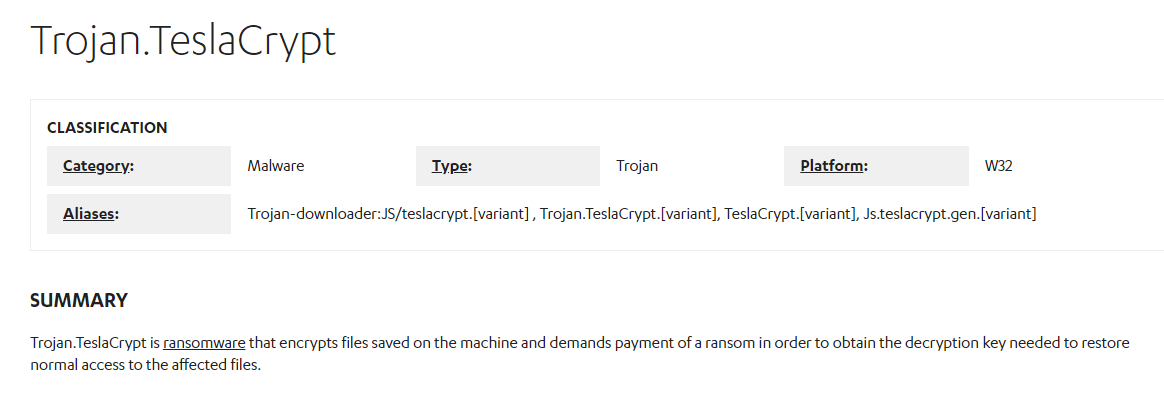 Trojan.TeslaCrypt
CLASSIFICATION
Category: Malware Type: Trojan Platform: W32
Aliases: Trojan-downloader:JS/teslacrypt.[variant] , Trojan.TeslaCrypt.[variant], TeslaCrypt.[variant], Js.teslacrypt.gen.[variant]
SUMMARY
Trojan.TeslaCrypt is ransomware that encrypts files saved on the machine and demands payment of a ransom in order to obtain the decryption key needed to restore
normal access to the affected files.